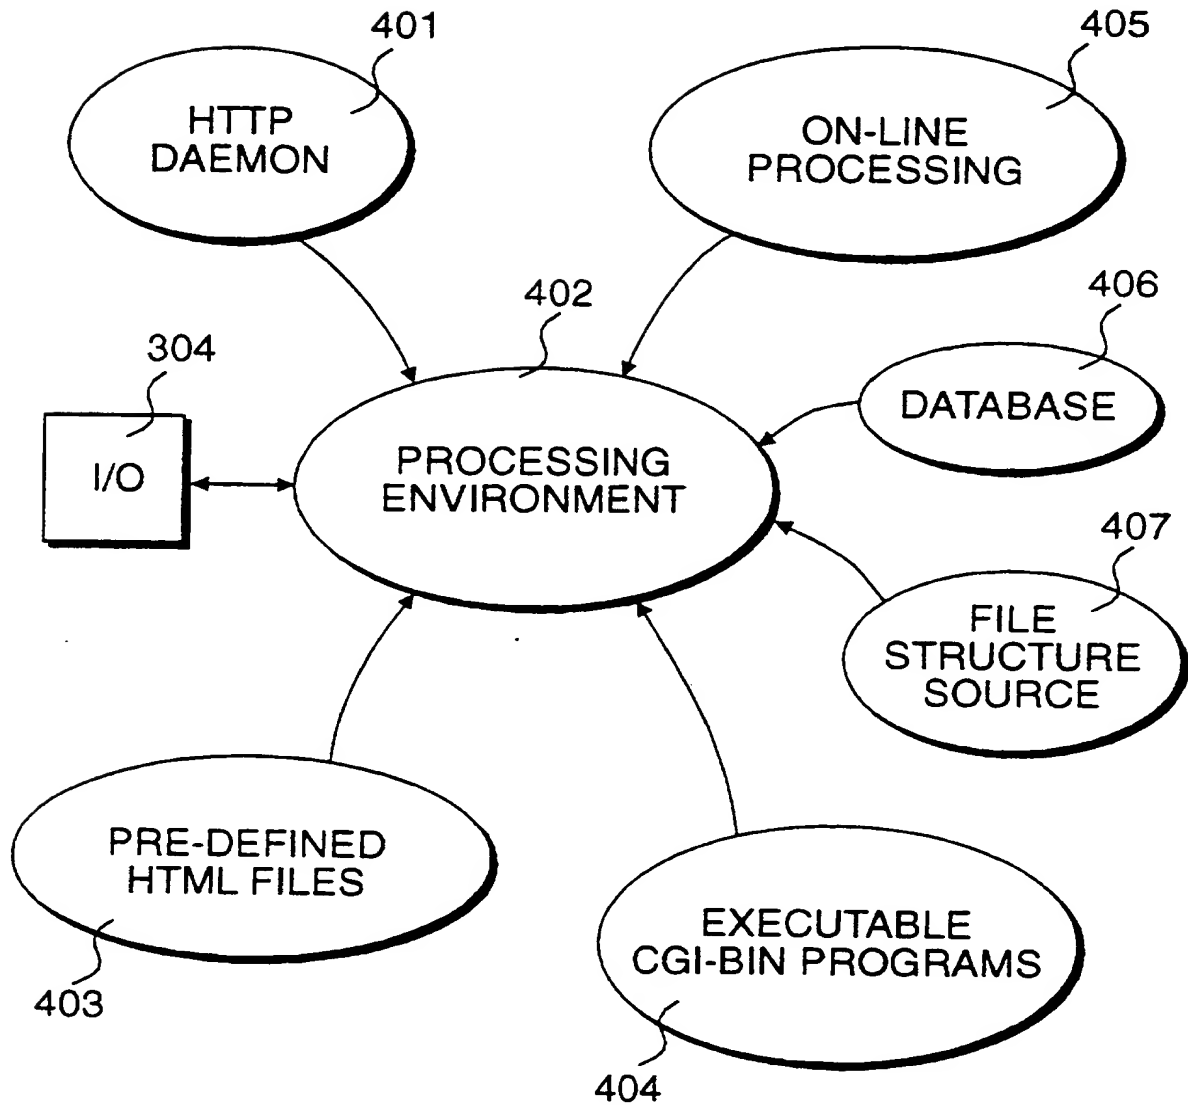 401
HTTP
DAEMON
405
ON-LINE
PROCESSING
402
406
DATABASE
304
I/O
PROCESSING
ENVIRONMENT
407
FILE
STRUCTURE
SOURCE
PRE-DEFINED
HTML FILES
403
EXECUTABLE
CGI-BIN PROGRAMS
404